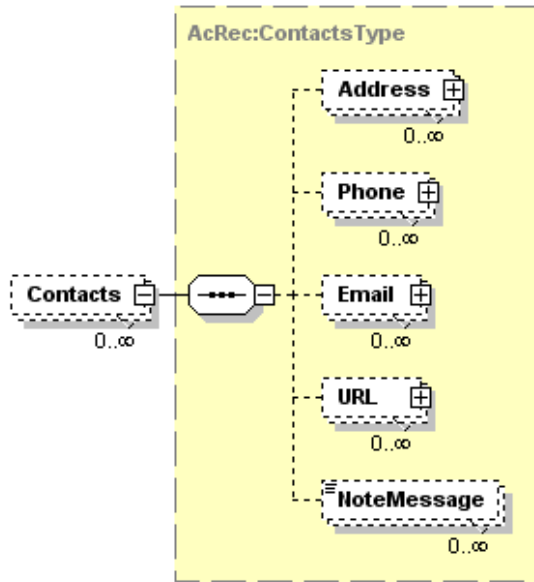 AcRec:ContactsType
Address
0..∞
Phone
0..∞
Contacts
0..∞
Email
0..∞
URL
0..∞
NoteMessage
0..∞